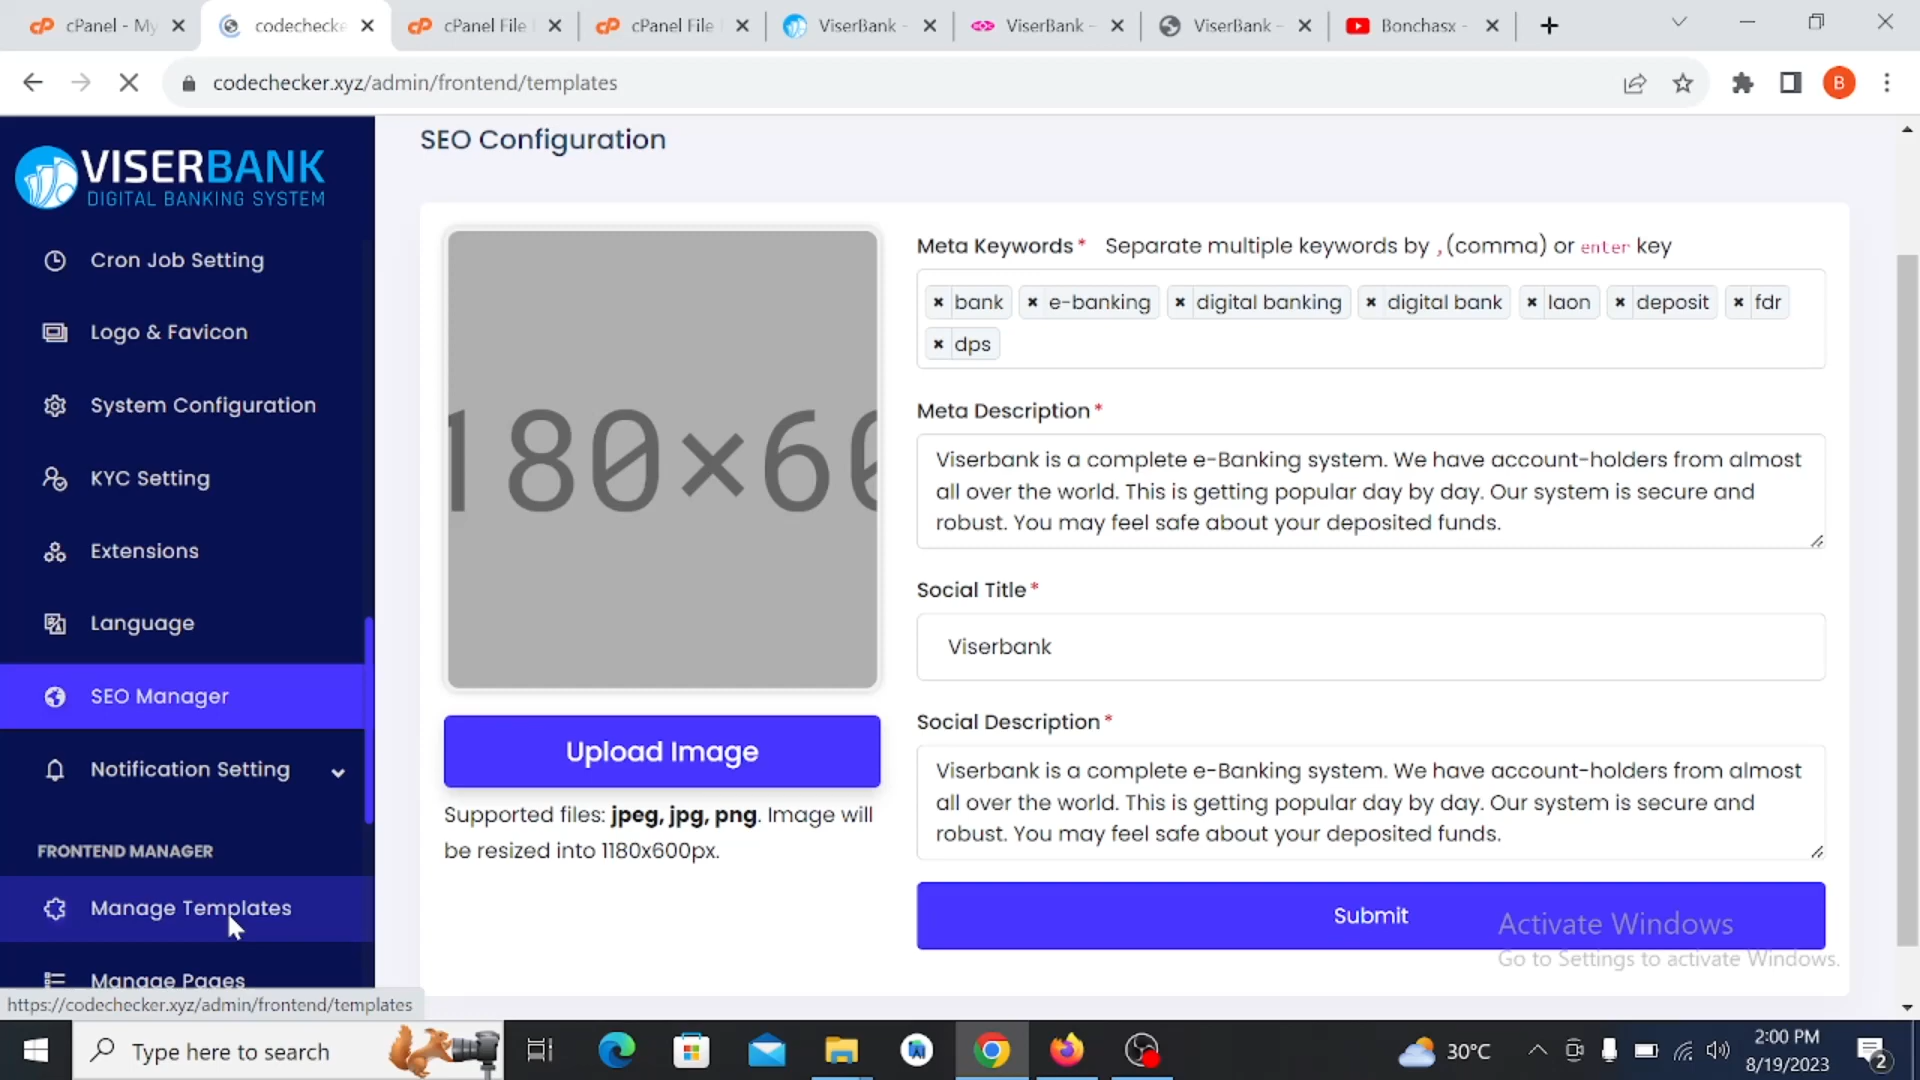 cPanel - My
codechecke
cPanel File
cPanel File
ViserBank -
ViserBank -
ViserBank -
Bonchasx -
codechecker.xyz/admin/frontend/templates
B
VISERBANK
DIGITAL BANKING SYSTEM
Cron Job Setting
Logo & Favicon
System Configuration
KYC Setting
Extensions
Language
SEO Manager
Notification Setting
FRONTEND MANAGER
Manage Templates
Manage Pages
https://codechecker.xyz/admin/frontend/templates
SEO Configuration
180×60
Upload Image
Supported files: jpeg, jpg, png. Image will
be resized into 1180x600px.
Meta Keywords * Separate multiple keywords by ,(comma) or enter key
× bank × e-banking × digital banking × digital bank × laon × deposit × fdr
× dps
Meta Description *
Viserbank is a complete e-Banking system. We have account-holders from almost
all over the world. This is getting popular day by day. Our system is secure and
robust. You may feel safe about your deposited funds.
Social Title *
Viserbank
Social Description *
Viserbank is a complete e-Banking system. We have account-holders from almost
all over the world. This is getting popular day by day. Our system is secure and
robust. You may feel safe about your deposited funds.
Submit
Activate Windows
Go to Settings to activate Windows.
Type here to search
30°C
2:00 PM
8/19/2023
2